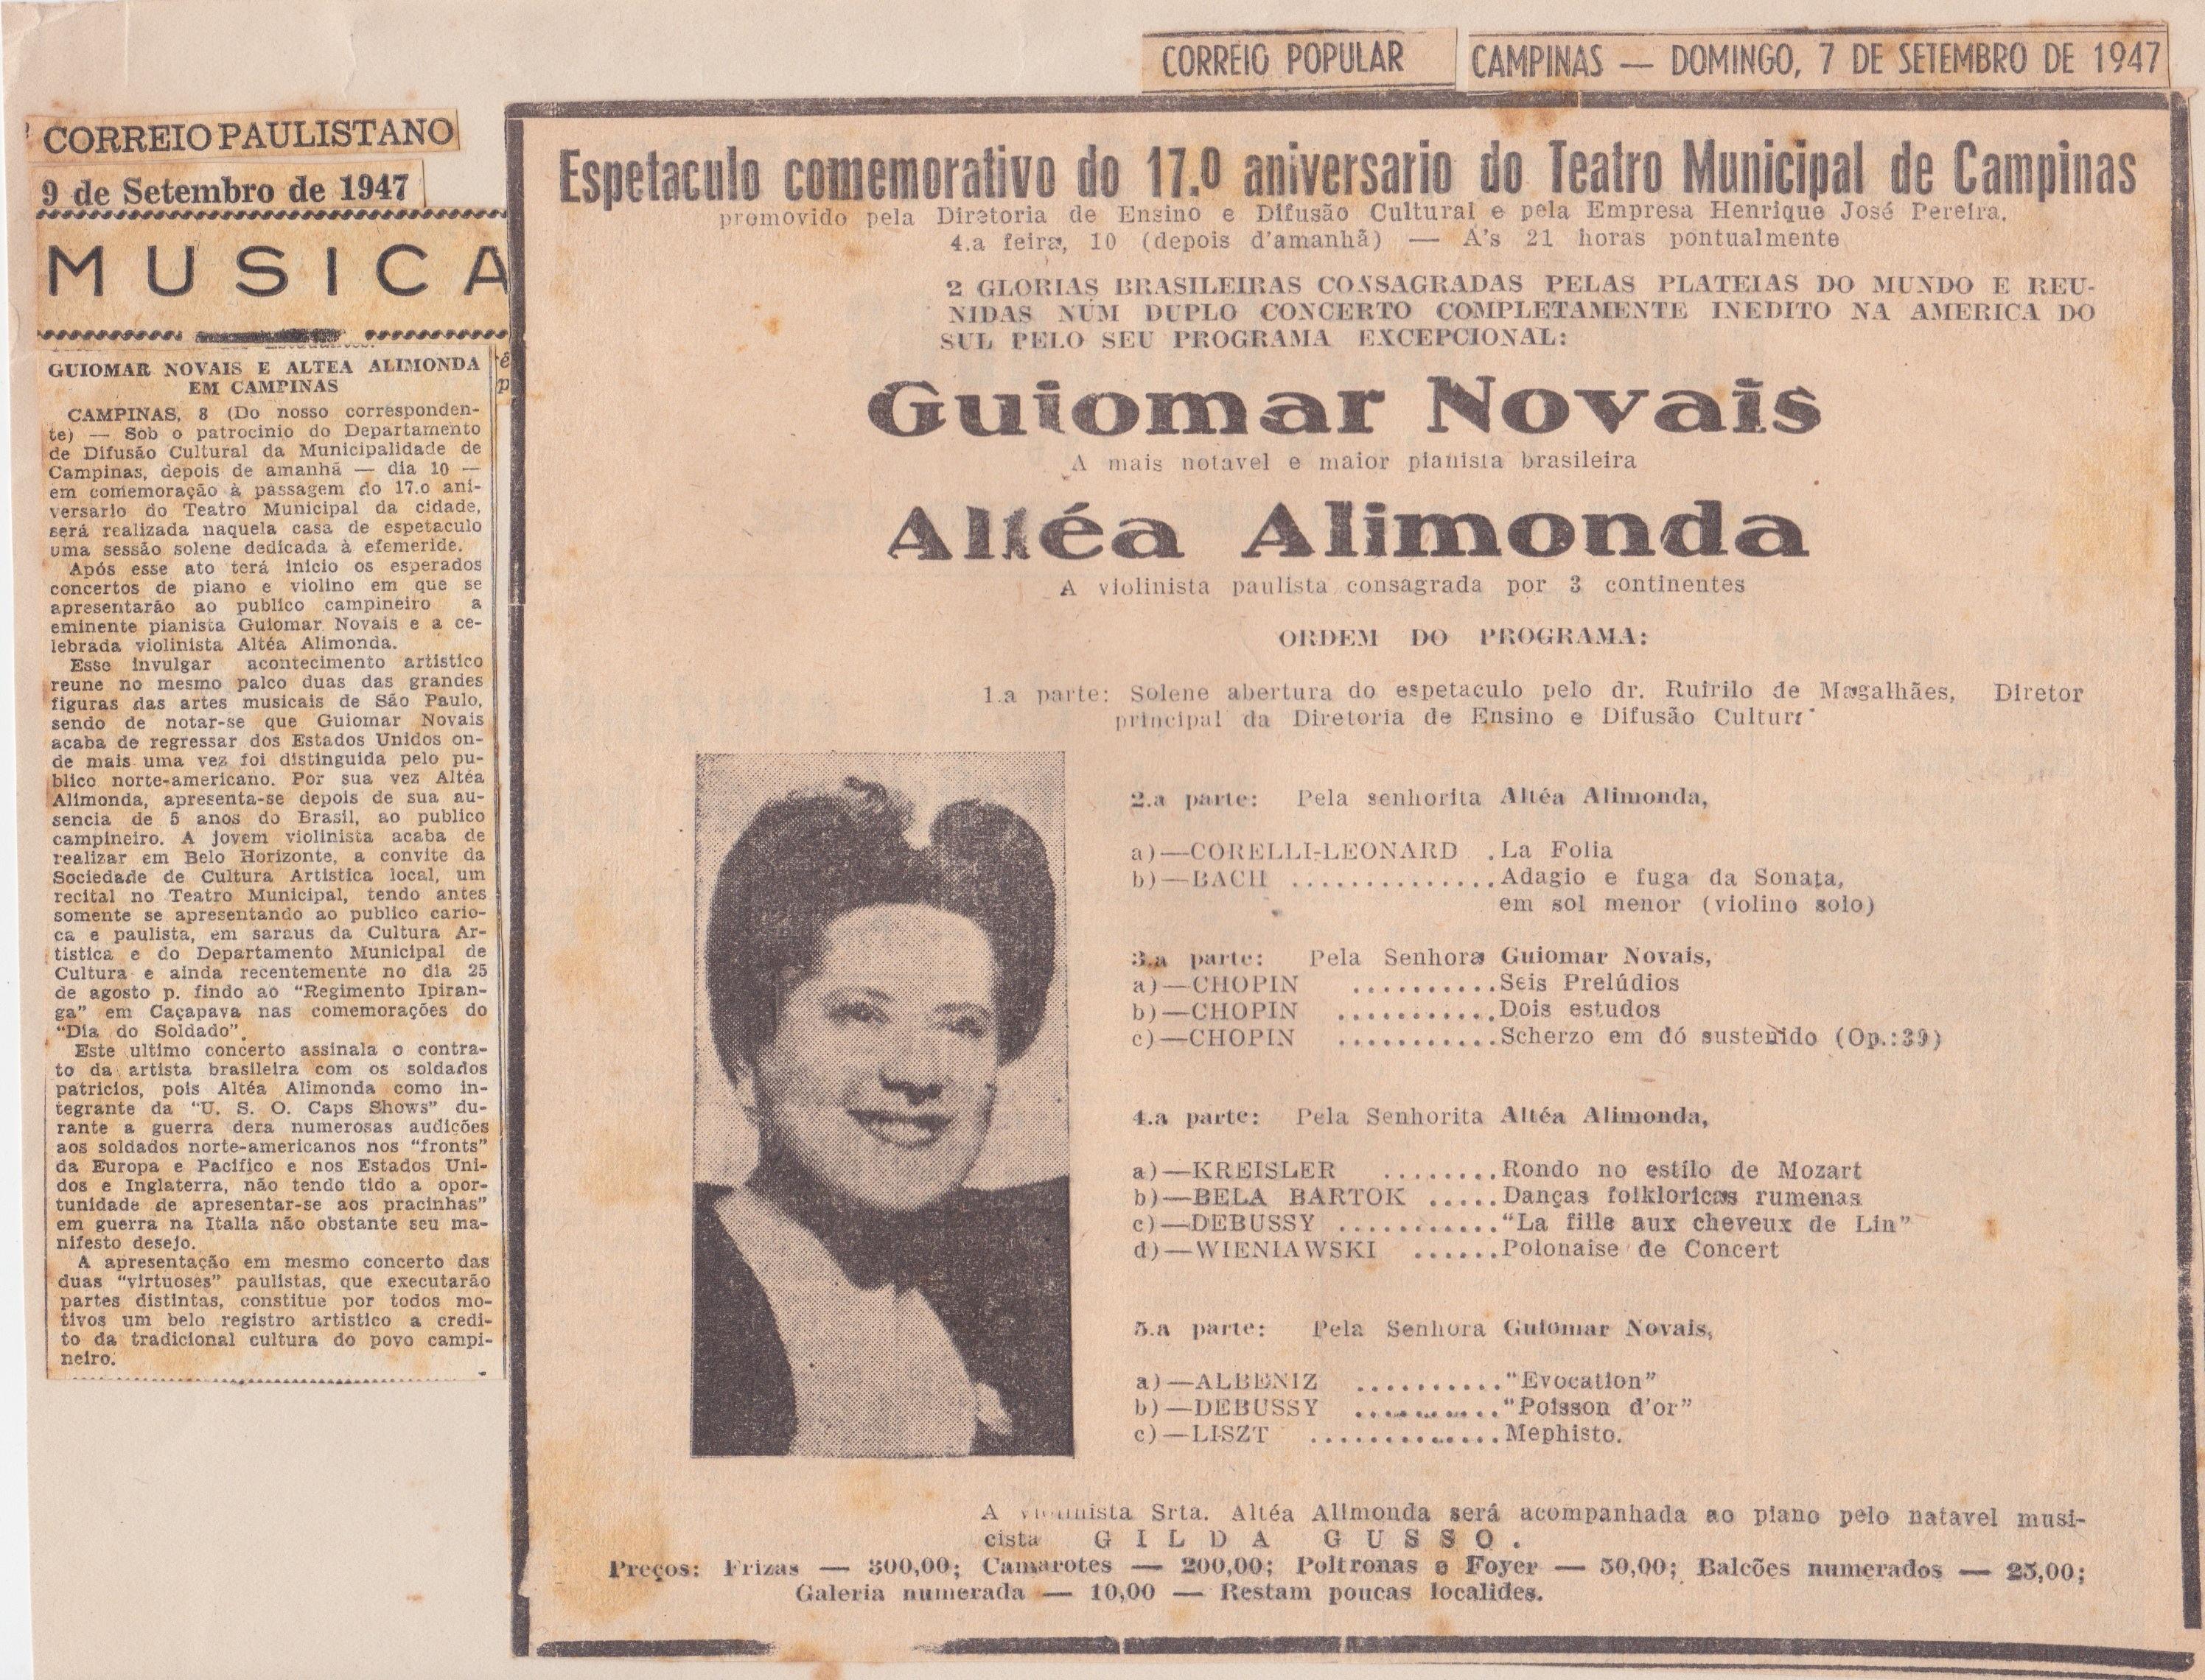 CORREIO PAULISTANO
9 de Setembro de 1947
MUSICA
GUIOMAR NOVAIS E ALTEA ALIMONDA
EM CAMPINAS
CAMPINAS, 8 (Do nosso corresponden-
te) — Sob o patrocinio do Departamento
de Difusão Cultural da Municipalidade de
Campinas, depois de amanhã — dia 10 —
em comemoração à passagem do 17.o ani-
versario do Teatro Municipal da cidade,
será realizada naquela casa de espetaculo
uma sessão solene dedicada à efemeride.
Após esse ato terá inicio os esperados
concertos de piano e violino em que se
apresentarão ao publico campineiro a
eminente pianista Guiomar Novais e a ce-
lebrada violinista Altéa Alimonda.
Esse invulgar acontecimento artistico
reune no mesmo palco duas das grandes
figuras das artes musicais de São Paulo,
sendo de notar-se que Guiomar Novais
acaba de regressar dos Estados Unidos on-
de mais uma vez foi distinguida pelo pu-
blico norte-americano. Por sua vez Altéa
Alimonda, apresenta-se depois de sua au-
sencia de 5 anos do Brasil, ao publico
campineiro. A jovem violinista acaba de
realizar em Belo Horizonte, a convite da
Sociedade de Cultura Artistica local, um
recital no Teatro Municipal, tendo antes
somente se apresentando ao publico cario-
ca e paulista, em saraus da Cultura Ar-
tistica e do Departamento Municipal de
Cultura e ainda recentemente no dia 25
de agosto p. findo ao "Regimento Ipiran-
ga" em Caçapava nas comemorações do
"Dia do Soldado".
Este ultimo concerto assinala o contra-
to da artista brasileira com os soldados
patricios, pois Altéa Alimonda como in-
tegrante da "U. S. O. Caps Shows" du-
rante a guerra dera numerosas audições
aos soldados norte-americanos nos "fronts"
da Europa e Pacifico e nos Estados Uni-
dos e Inglaterra, não tendo tido a opor-
tunidade de apresentar-se aos pracinhas"
em guerra na Italia não obstante seu ma-
nifesto desejo.
A apresentação em mesmo concerto das
duas "virtuoses" paulistas, que executarão
partes distintas, constitue por todos mo-
tivos um belo registro artistico a credi-
to da tradicional cultura do povo campi-
neiro.
CORREIO POPULAR
CAMPINAS — DOMINGO, 7 DE SETEMBRO DE 1947
Espetaculo comemorativo do 17.o aniversario do Teatro Municipal de Campinas
promovido pela Diretoria de Ensino e Difusão Cultural e pela Empresa Henrique José Pereira.
4.a feira, 10 (depois d'amanhã) — A's 21 horas pontualmente
2 GLORIAS BRASILEIRAS CONSAGRADAS PELAS PLATEIAS DO MUNDO E REU-
NIDAS NUM DUPLO CONCERTO COMPLETAMENTE INEDITO NA AMERICA DO
SUL PELO SEU PROGRAMA EXCEPCIONAL:
Guiomar Novais
A mais notavel e maior pianista brasileira
Altéa Alimonda
A violinista paulista consagrada por 3 continentes
ORDEM DO PROGRAMA:
1.a parte: Solene abertura do espetaculo pelo dr. Ruirilo de Magalhães, Diretor
principal da Diretoria de Ensino e Difusão Cultur
2.a parte: Pela senhorita Altéa Alimonda,
a)—CORELLI-LEONARD .La Folia
b)—BACH ...............Adagio e fuga da Sonata,
em sol menor (violino solo)
3.a parte: Pela Senhora Guiomar Novais,
a)—CHOPIN ..........Seis Prelúdios
b)—CHOPIN ...........Dois estudos
c)—CHOPIN ...........Scherzo em dó sustenido (Op.:39)
4.a parte: Pela Senhorita Altéa Alimonda,
a)—KREISLER ........Rondo no estilo de Mozart
b)—BELA BARTOK .....Danças folkloricas rumenas
c)—DEBUSSY ............"La fille aux cheveux de Lin"
d)—WIENIAWSKI ......Polonaise de Concert
5.a parte: Pela Senhora Guiomar Novais,
a)—ALBENIZ .........."Evocation"
b)—DEBUSSY .........."Poisson d'or"
c)—LISZT .............Mephisto.
A violinista Srta. Altéa Alimonda será acompanhada ao piano pelo natavel musi-
cista GILDA GUSSO.
Preços: Frizas — 300,00; Camarotes — 200,00; Poltronas e Foyer — 50,00; Balcões numerados — 25,00;
Galeria numerada — 10,00 — Restam poucas localides.